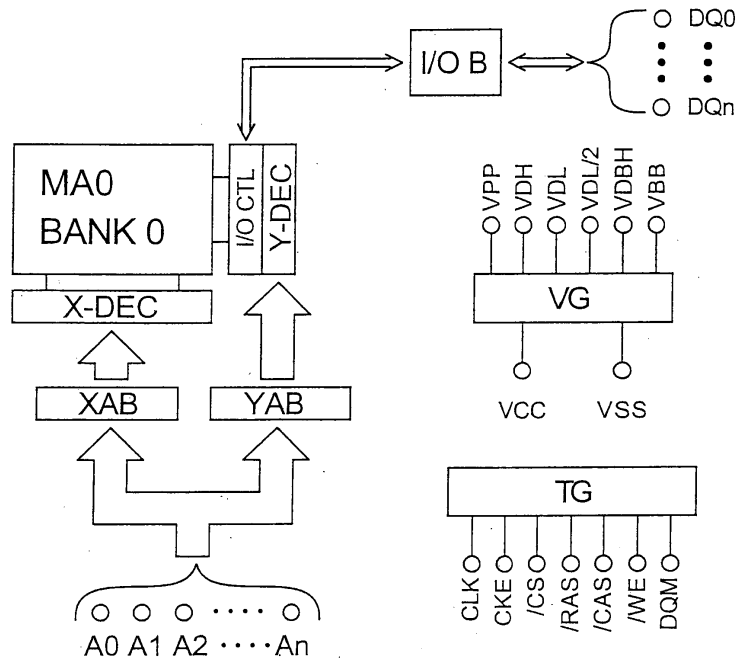 DQ0
I/O B
DQn
MA0
BANK 0
I/O CTL
Y-DEC
X-DEC
XAB
YAB
A0 A1 A2 ····· An
VPP
VDH
VDL
VDL/2
VDBH
VBB
VG
VCC
VSS
TG
CLK
CKE
/CS
/RAS
/CAS
/WE
DQM